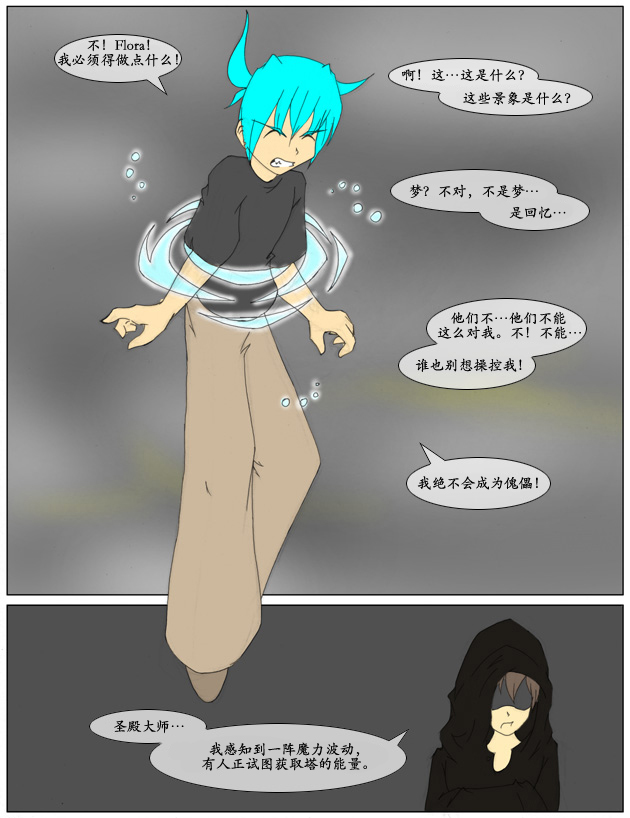 不！Flora！
我必须得做点什么！
啊！这…这是什么？
这些景象是什么？
梦？不对，不是梦…
是回忆…
他们不…他们不能
这么对我。不！不能…
谁也别想操控我！
我绝不会成为傀儡！
圣殿大师…
我感知到一阵魔力波动，
有人正试图获取塔的能量。